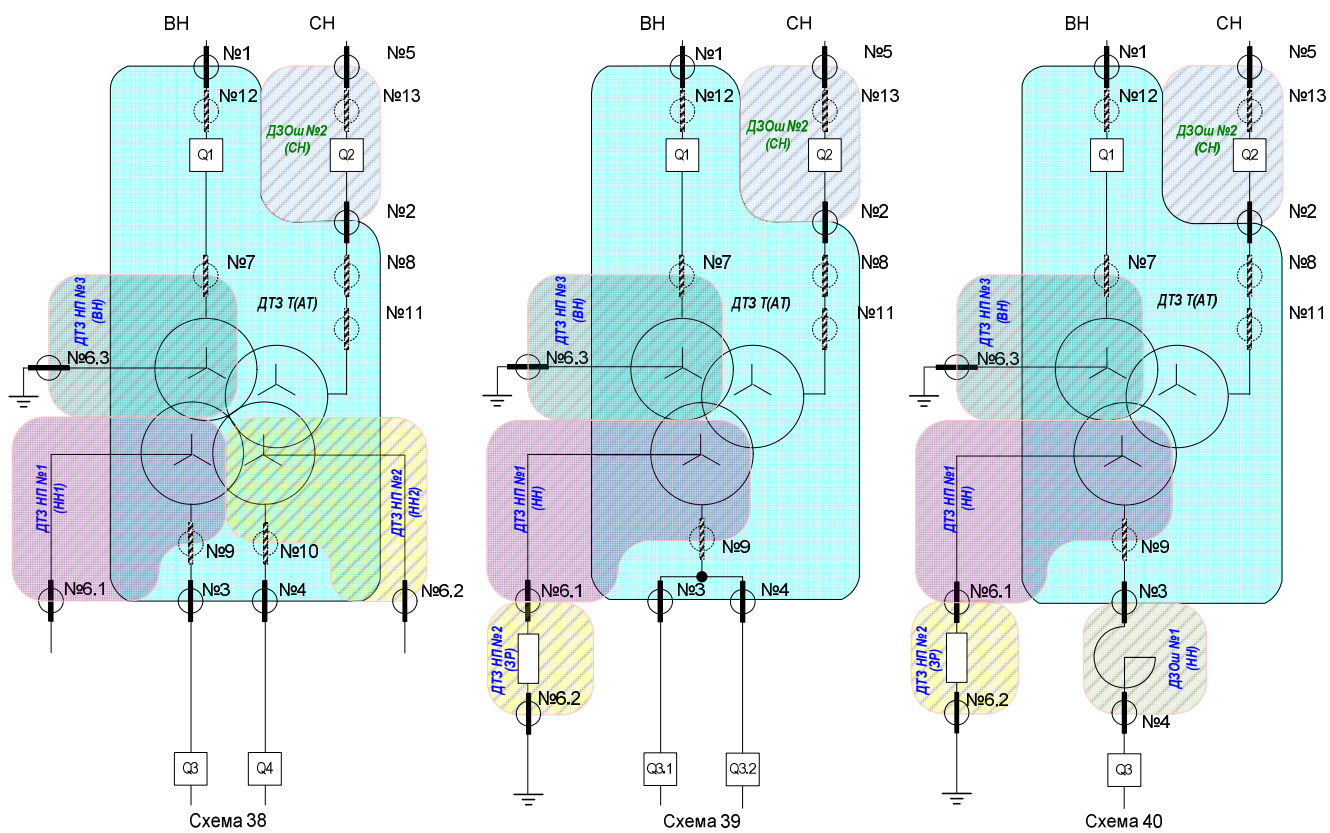 ВН
СН
№1
№5
№12
№13
ДЗОш №2
(СН)
Q1
Q2
№2
№7
№8
ДТЗ НП №3
(ВН)
ДТЗ Т(АТ)
№11
№6.3
ДТЗ НП №1
(НН1)
ДТЗ НП №2
(НН2)
№9
№10
№6.1
№3
№4
№6.2
Q3
Q4
Схема 38
ВН
СН
№1
№5
№12
№13
ДЗОш №2
(СН)
Q1
Q2
№2
№7
№8
ДТЗ НП №3
(ВН)
ДТЗ Т(АТ)
№11
№6.3
ДТЗ НП №1
(НН)
№9
№6.1
№3
№4
ДТЗ НП №2
(ЗР)
№6.2
Q3.1
Q3.2
Схема 39
ВН
СН
№1
№5
№12
№13
ДЗОш №2
(СН)
Q1
Q2
№2
№7
№8
ДТЗ НП №3
(ВН)
ДТЗ Т(АТ)
№11
№6.3
ДТЗ НП №1
(НН)
№9
№6.1
№3
ДТЗ НП №2
(ЗР)
ДЗОш №1
(НН)
№6.2
№4
Q3
Схема 40